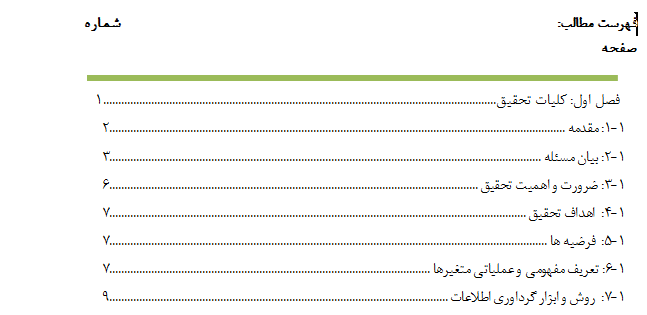 فهرست مطالب: شماره
صفحه
فصل اول: کلیات تحقیق....................................................................................................۱
۱-۱: مقدمه ....................................................................................................................۲
۲-۱: بیان مسئله ..............................................................................................................۳
۳-۱: ضرورت و اهمیت تحقیق ..............................................................................................۶
۴-۱: اهداف تحقیق ..........................................................................................................۷
۵-۱: فرضیه ها ...............................................................................................................۷
۶-۱: تعریف مفهومی و عملیاتی متغیرها ..................................................................................۷
۷-۱: روش و ابزار گرداوری اطلاعات ......................................................................................۹